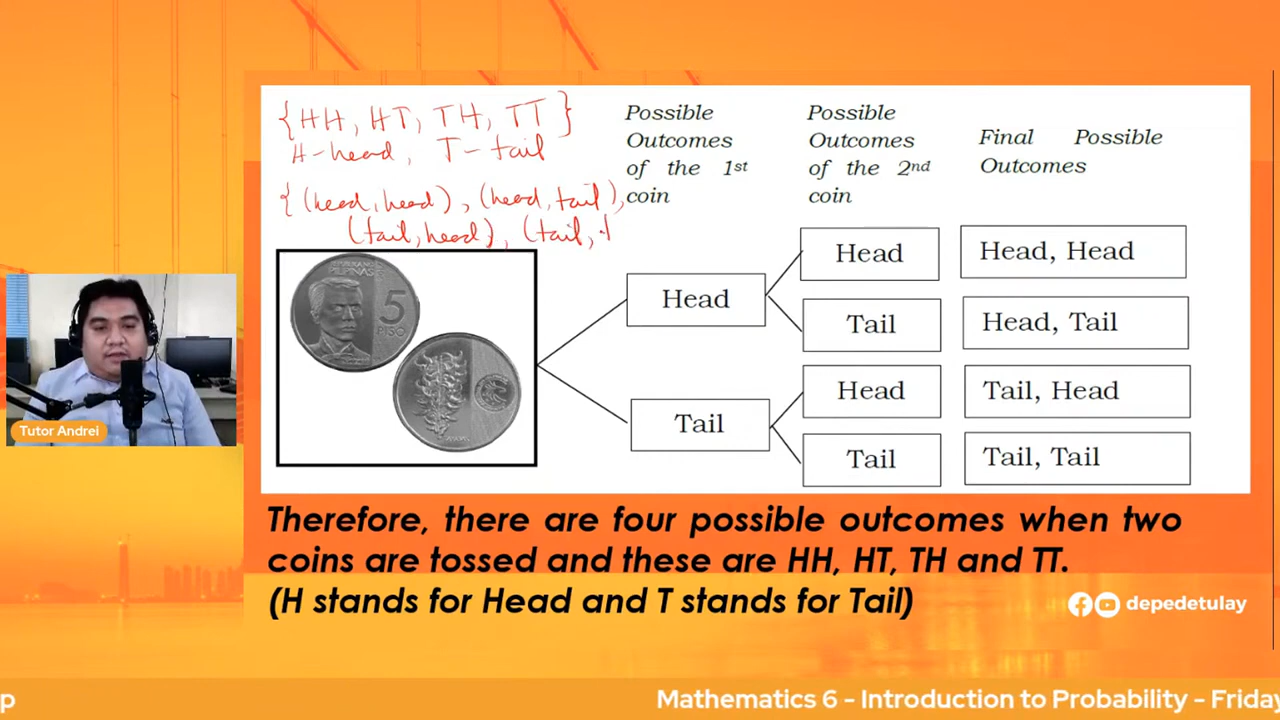 {HH, HT, TH, TT}
H-head, T-tail
{(head,head), (head,tail),
(tail,head), (tail,
Possible
Outcomes
of the 1st
coin
Possible
Outcomes
of the 2nd
coin
Final Possible
Outcomes
PILIPINAS
5
PISO
Head
Tail
Head
Tail
Head
Tail
Head, Head
Head, Tail
Tail, Head
Tail, Tail
Tutor Andrei
Therefore, there are four possible outcomes when two
coins are tossed and these are HH, HT, TH and TT.
(H stands for Head and T stands for Tail)
depedetulay
p
Mathematics 6 - Introduction to Probability - Friday